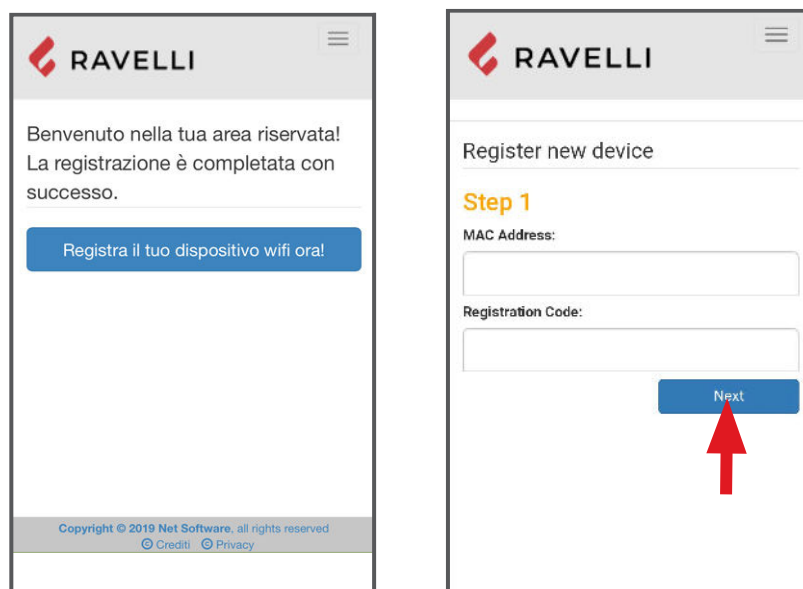 RAVELLI
Benvenuto nella tua area riservata!
La registrazione è completata con
successo.
Registra il tuo dispositivo wifi ora!
Copyright © 2019 Net Software, all rights reserved
© Crediti © Privacy
RAVELLI
Register new device
Step 1
MAC Address:
Registration Code:
Next